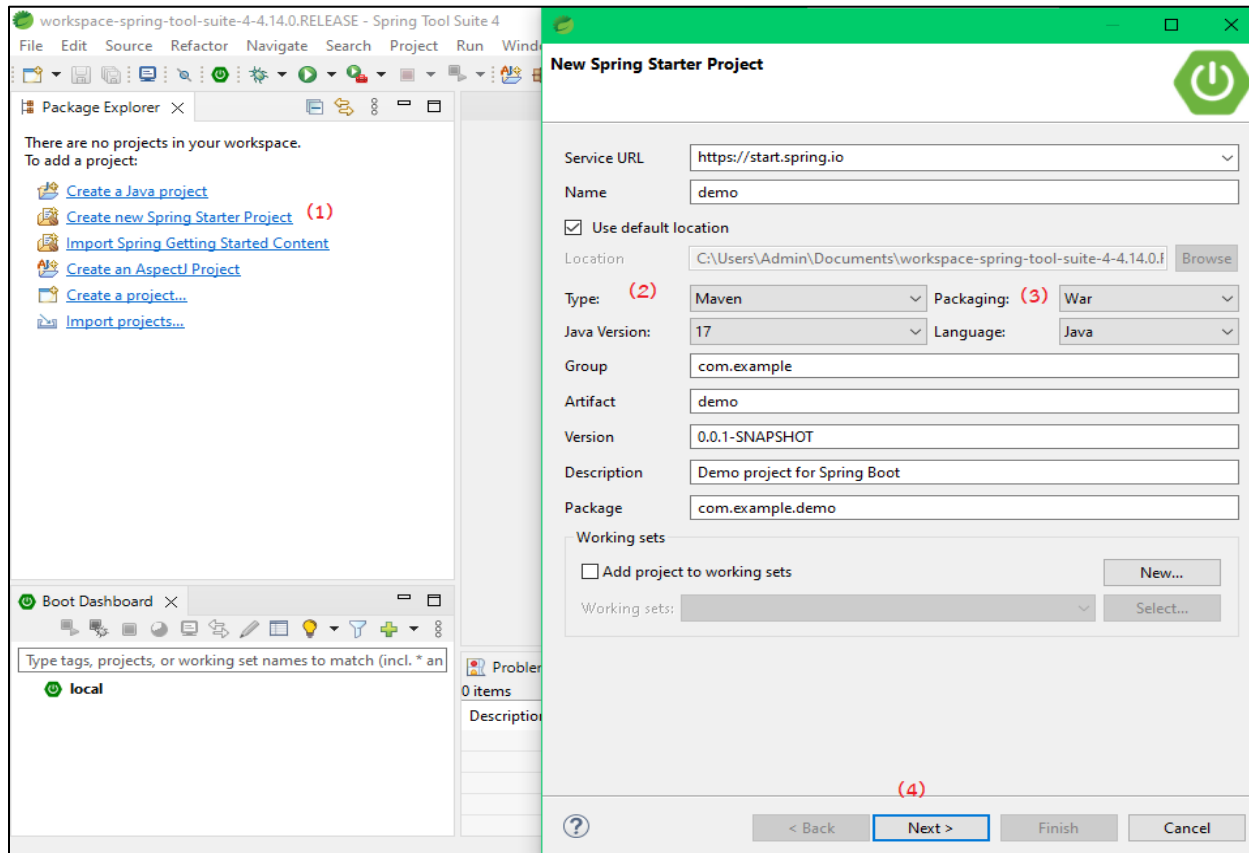 workspace-spring-tool-suite-4-4.14.0.RELEASE - Spring Tool Suite 4
File Edit Source Refactor Navigate Search Project Run
Package Explorer
There are no projects in your workspace.
To add a project:
Create a Java project
Create new Spring Starter Project (1)
Import Spring Getting Started Content
Create an AspectJ Project
Create a project...
Import projects...
Boot Dashboard
Type tags, projects, or working set names to match (incl. * an
local
0 items
New Spring Starter Project
Service URL https://start.spring.io
Name demo
Use default location
Location C:\Users\Admin\Documents\workspace-spring-tool-suite-4-4.14.0.F Browse
Type: (2) Maven Packaging: (3) War
Java Version: 17 Language: Java
Group com.example
Artifact demo
Version 0.0.1-SNAPSHOT
Description Demo project for Spring Boot
Package com.example.demo
Working sets
Add project to working sets New...
Working sets: Select...
(4)
< Back Next > Finish Cancel